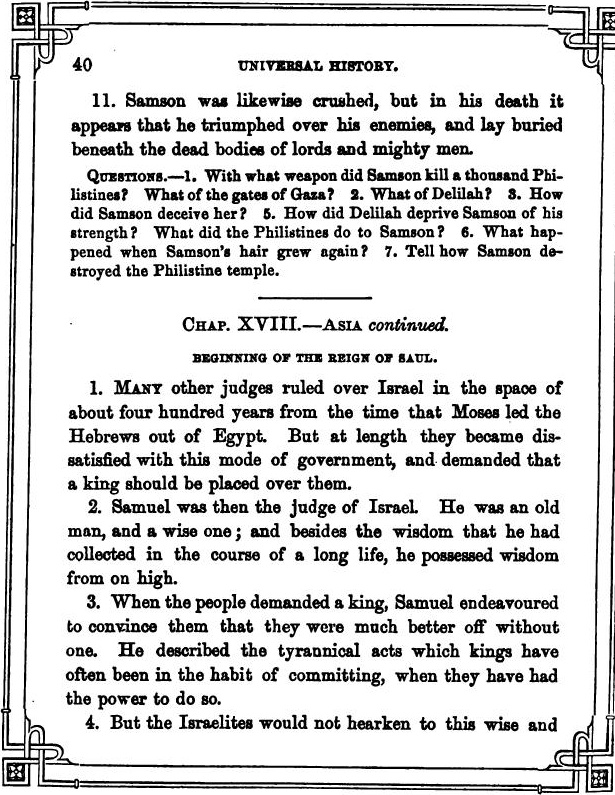 40 UNIVERSAL HISTORY.
11. Samson was likewise crushed, but in his death it
appears that he triumphed over his enemies, and lay buried
beneath the dead bodies of lords and mighty men.
QUESTIONS.—1. With what weapon did Samson kill a thousand Phi-
listines? What of the gates of Gaza? 2. What of Delilah? 3. How
did Samson deceive her? 5. How did Delilah deprive Samson of his
strength? What did the Philistines do to Samson? 6. What hap-
pened when Samson's hair grew again? 7. Tell how Samson de-
stroyed the Philistine temple.
CHAP. XVIII.—ASIA continued.
BEGINNING OF THE REIGN OF SAUL.
1. MANY other judges ruled over Israel in the space of
about four hundred years from the time that Moses led the
Hebrews out of Egypt. But at length they became dis-
satisfied with this mode of government, and demanded that
a king should be placed over them.
2. Samuel was then the judge of Israel. He was an old
man, and a wise one; and besides the wisdom that he had
collected in the course of a long life, he possessed wisdom
from on high.
3. When the people demanded a king, Samuel endeavoured
to convince them that they were much better off without
one. He described the tyrannical acts which kings have
often been in the habit of committing, when they have had
the power to do so.
4. But the Israelites would not hearken to this wise and